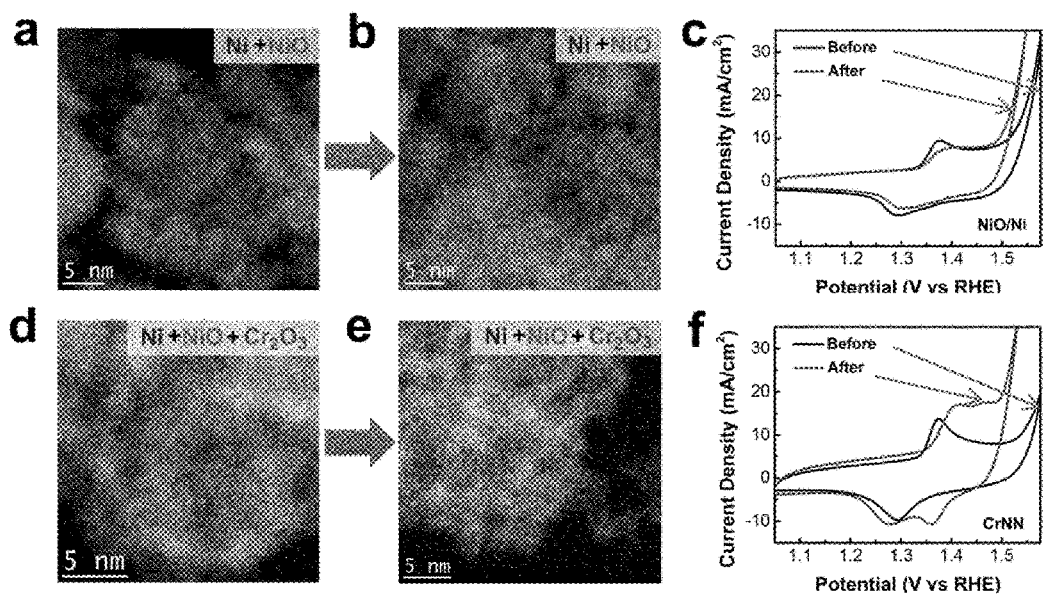 a
Ni +NiO
5 nm
b
Ni +NiO
5 nm
c
Current Density (mA/cm²)
30
20
10
0
-10
Before
After
NiO/Ni
1.1 1.2 1.3 1.4 1.5
Potential (V vs RHE)
d
Ni +NiO + Cr₂O₃
5 nm
e
Ni +NiO + Cr₂O₃
5 nm
f
Current Density (mA/cm²)
30
20
10
0
-10
Before
After
CrNN
1.1 1.2 1.3 1.4 1.5
Potential (V vs RHE)